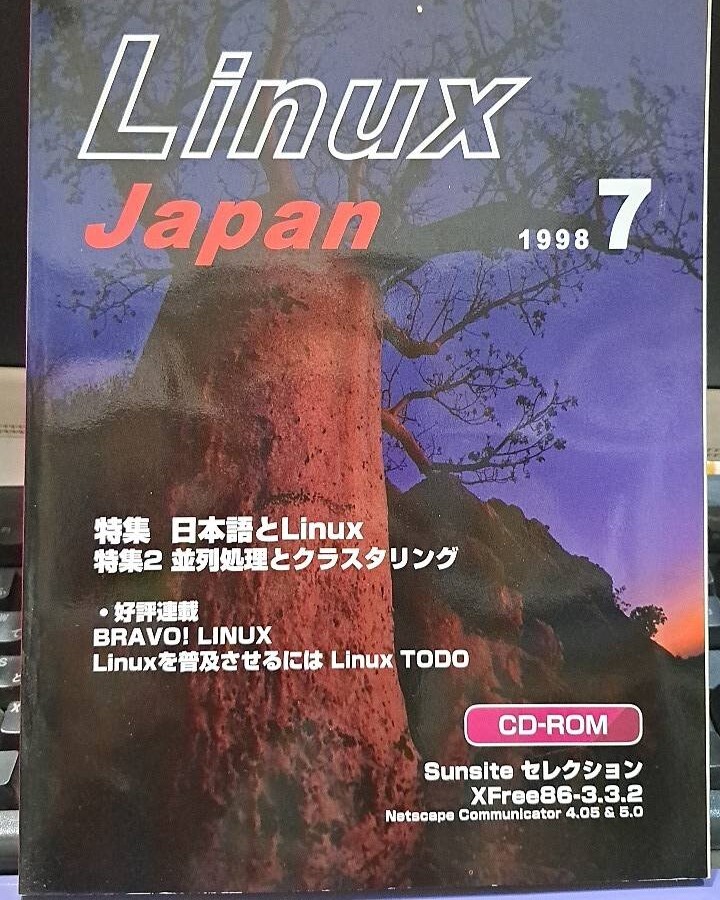 Linux
Japan
1998 7
特集 日本語とLinux
特集2 並列処理とクラスタリング
・好評連載
BRAVO! LINUX
Linuxを普及させるには Linux TODO
CD-ROM
Sunsite セレクション
XFree86-3.3.2
Netscape Communicator 4.05 & 5.0